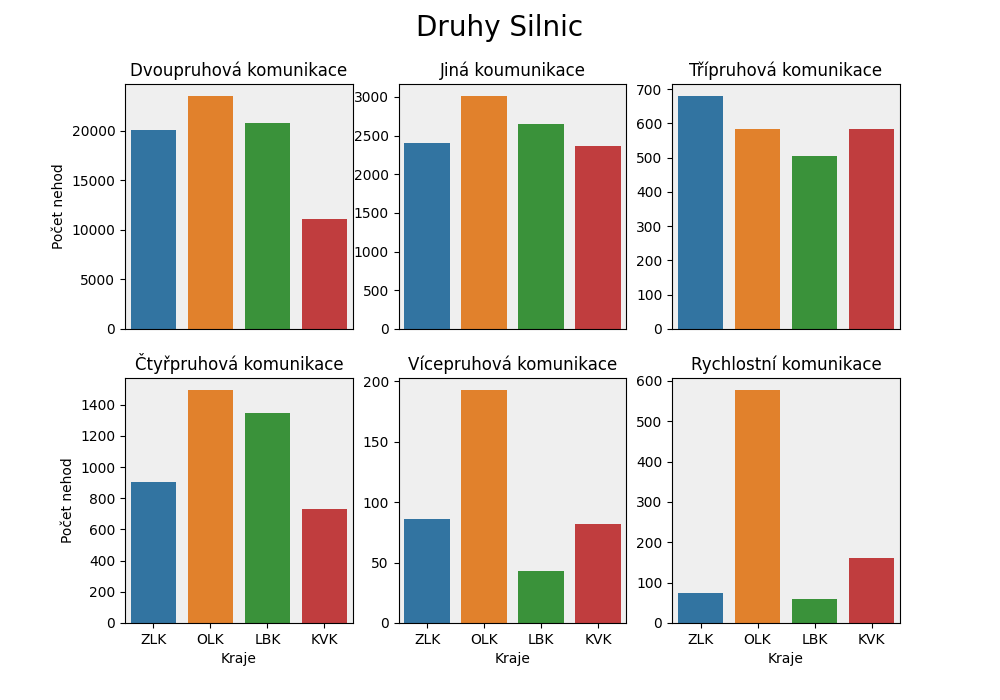 Druhy Silnic
Dvoupruhová komunikace
Jiná koumunikace
Třípruhová komunikace
Počet nehod
20000
15000
10000
5000
0
3000
2500
2000
1500
1000
500
0
700
600
500
400
300
200
100
0
Čtyřpruhová komunikace
Vícepruhová komunikace
Rychlostní komunikace
Počet nehod
1400
1200
1000
800
600
400
200
0
200
150
100
50
0
600
500
400
300
200
100
0
ZLK OLK LBK KVK
ZLK OLK LBK KVK
ZLK OLK LBK KVK
Kraje
Kraje
Kraje